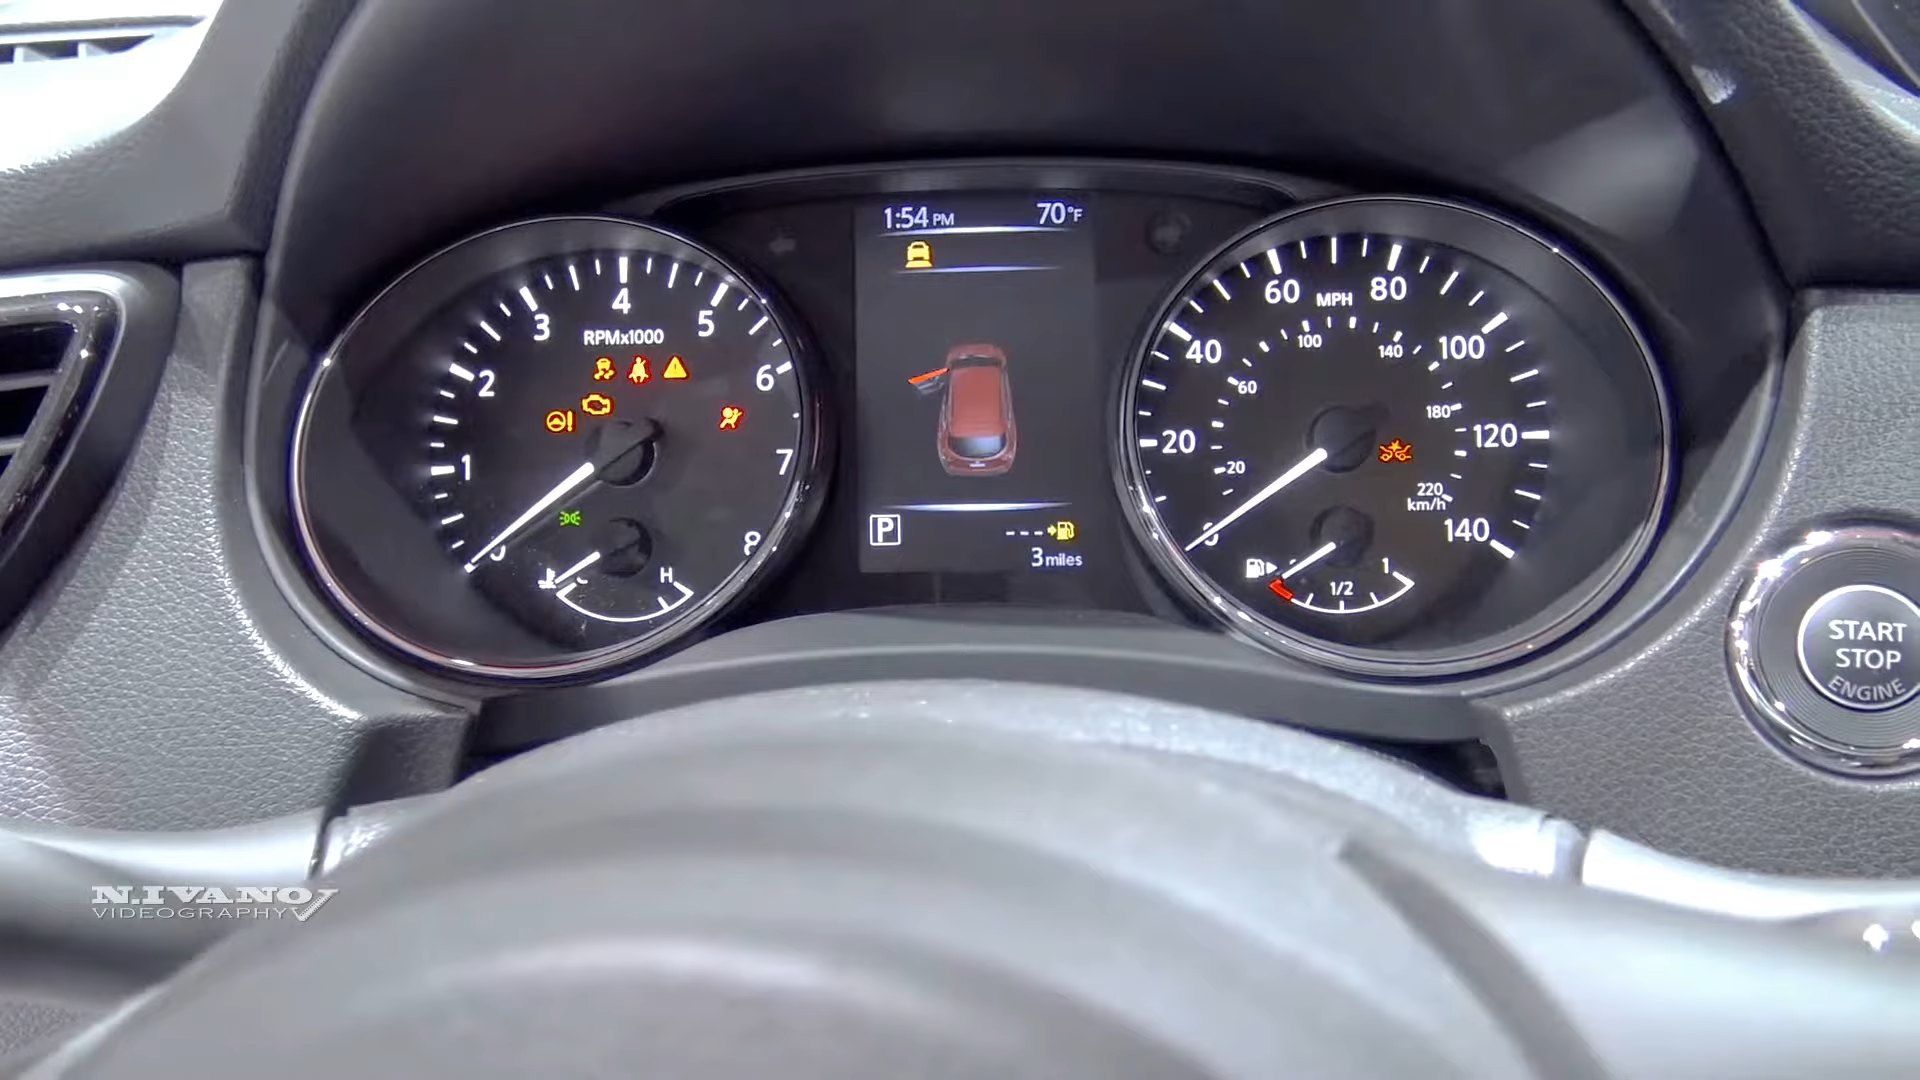 1:54 PM 70°F
RPMx1000
0
1
2
3
4
5
6
7
8
H
P
---
3 miles
MPH
0
20
40
60
80
100
120
140
20
60
100
140
180
220
km/h
1/2
1
START
STOP
ENGINE
N.IVANOV
VIDEOGRAPHY